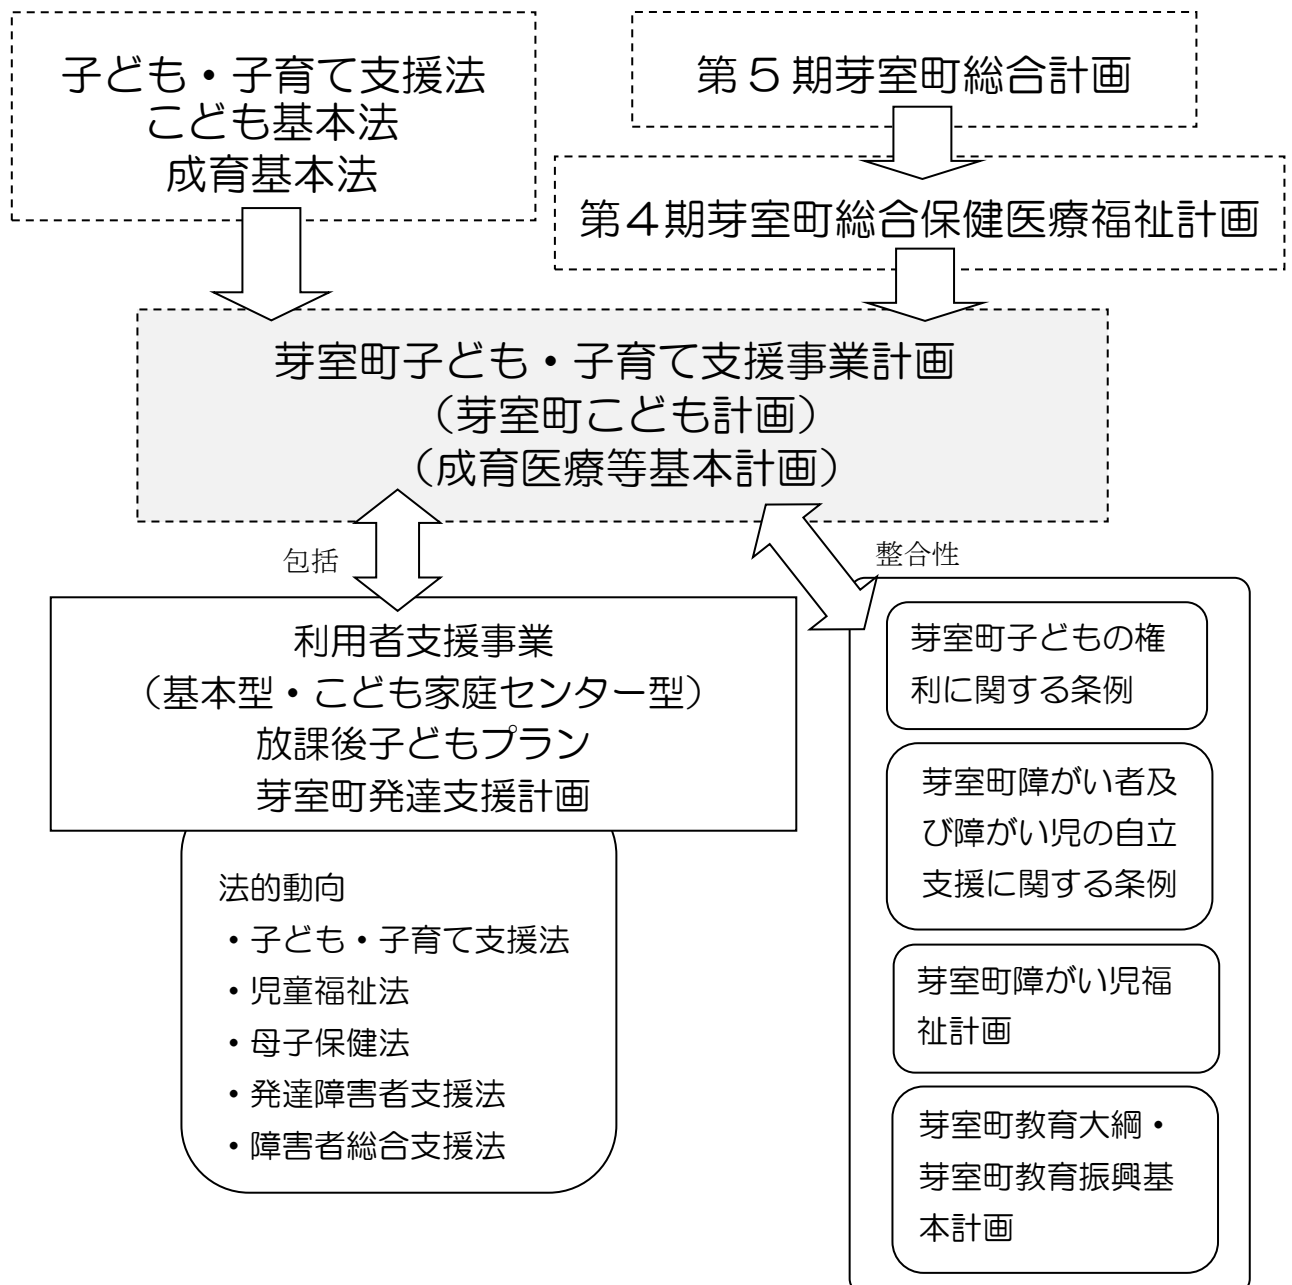 子ども・子育て支援法
こども基本法
成育基本法
第５期芽室町総合計画
第４期芽室町総合保健医療福祉計画
芽室町子ども・子育て支援事業計画
（芽室町こども計画）
（成育医療等基本計画）
包括
整合性
利用者支援事業
（基本型・こども家庭センター型）
放課後子どもプラン
芽室町発達支援計画
法的動向
・子ども・子育て支援法
・児童福祉法
・母子保健法
・発達障害者支援法
・障害者総合支援法
芽室町子どもの権
利に関する条例
芽室町障がい者及
び障がい児の自立
支援に関する条例
芽室町障がい児福
祉計画
芽室町教育大綱・
芽室町教育振興基
本計画